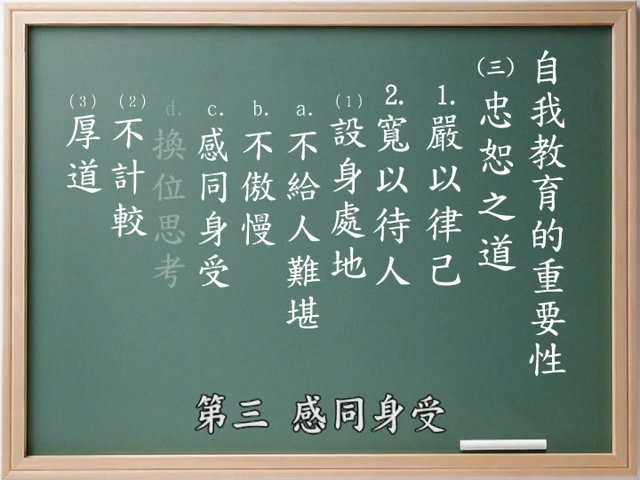 自我教育的重要性
(三)忠恕之道
1.嚴以律己
2.寬以待人
(1)設身處地
a.不給人難堪
b.不傲慢
c.感同身受
d.換位思考
(2)不計較
(3)厚道
第三 感同身受